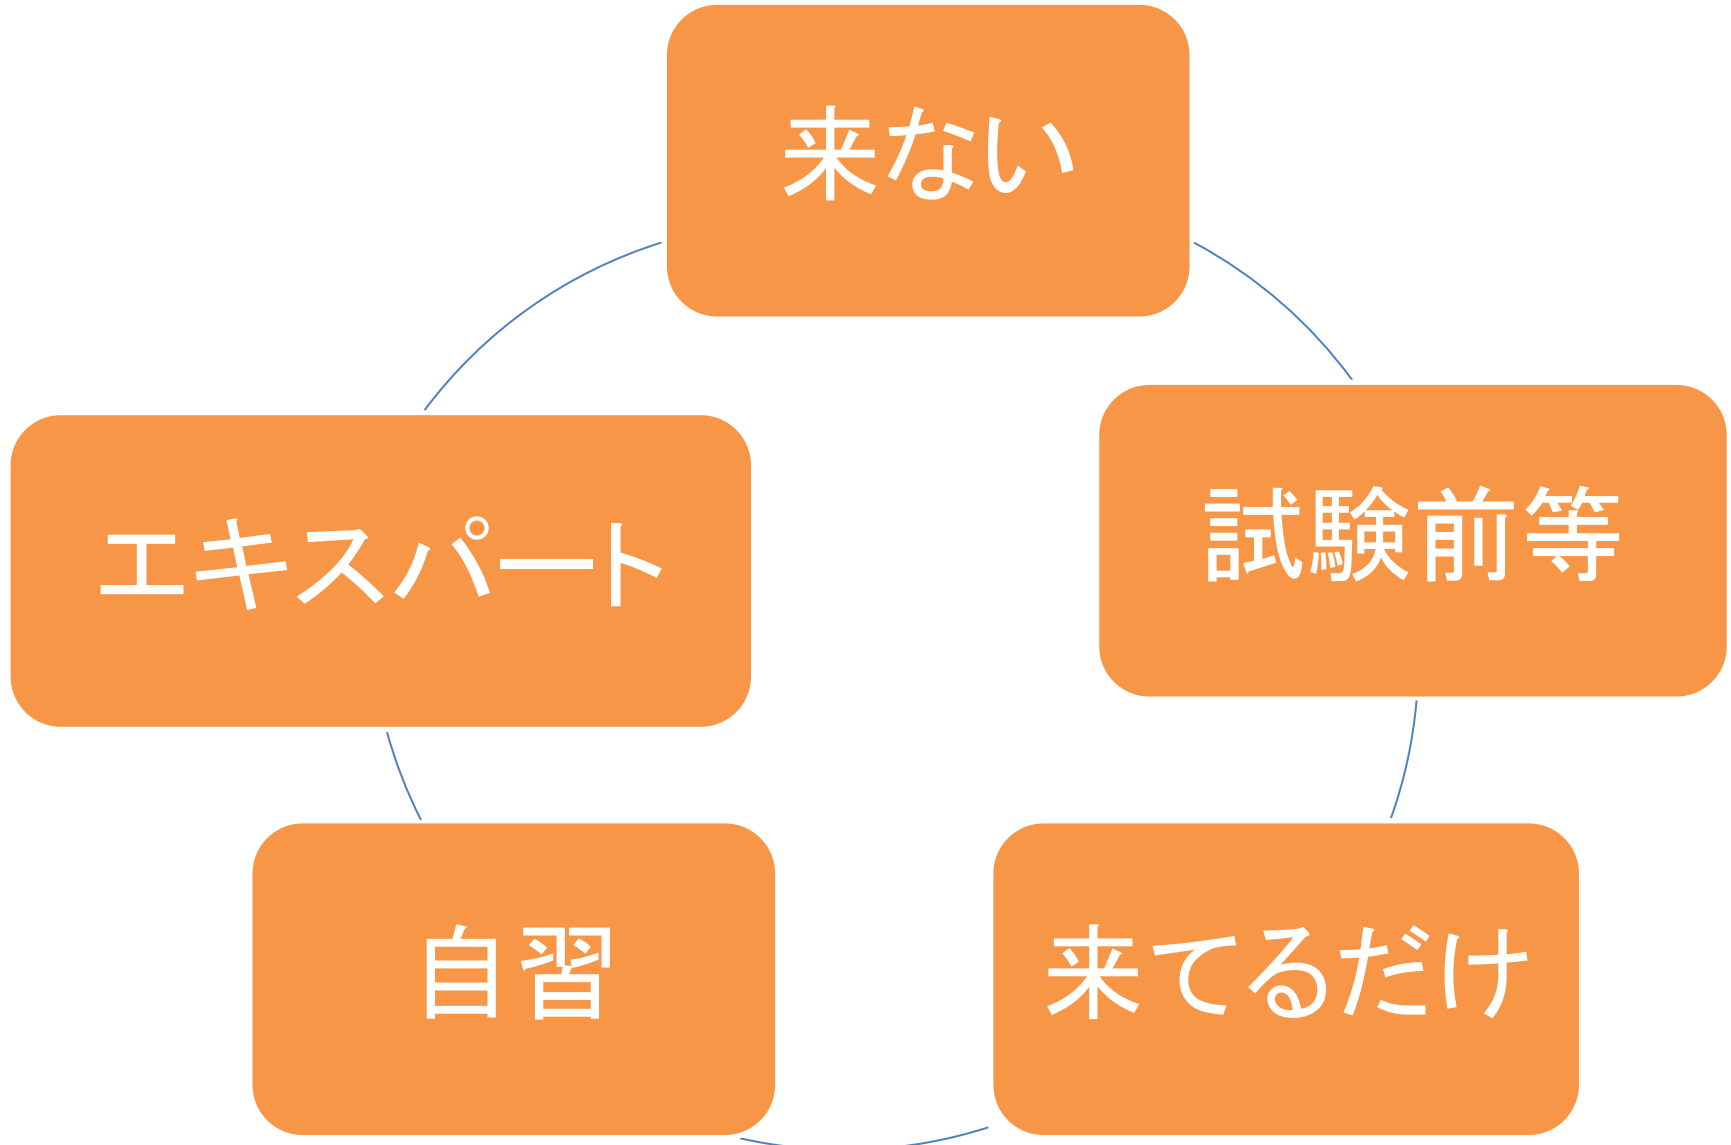 来ない
試験前等
来てるだけ
自習
エキスパート